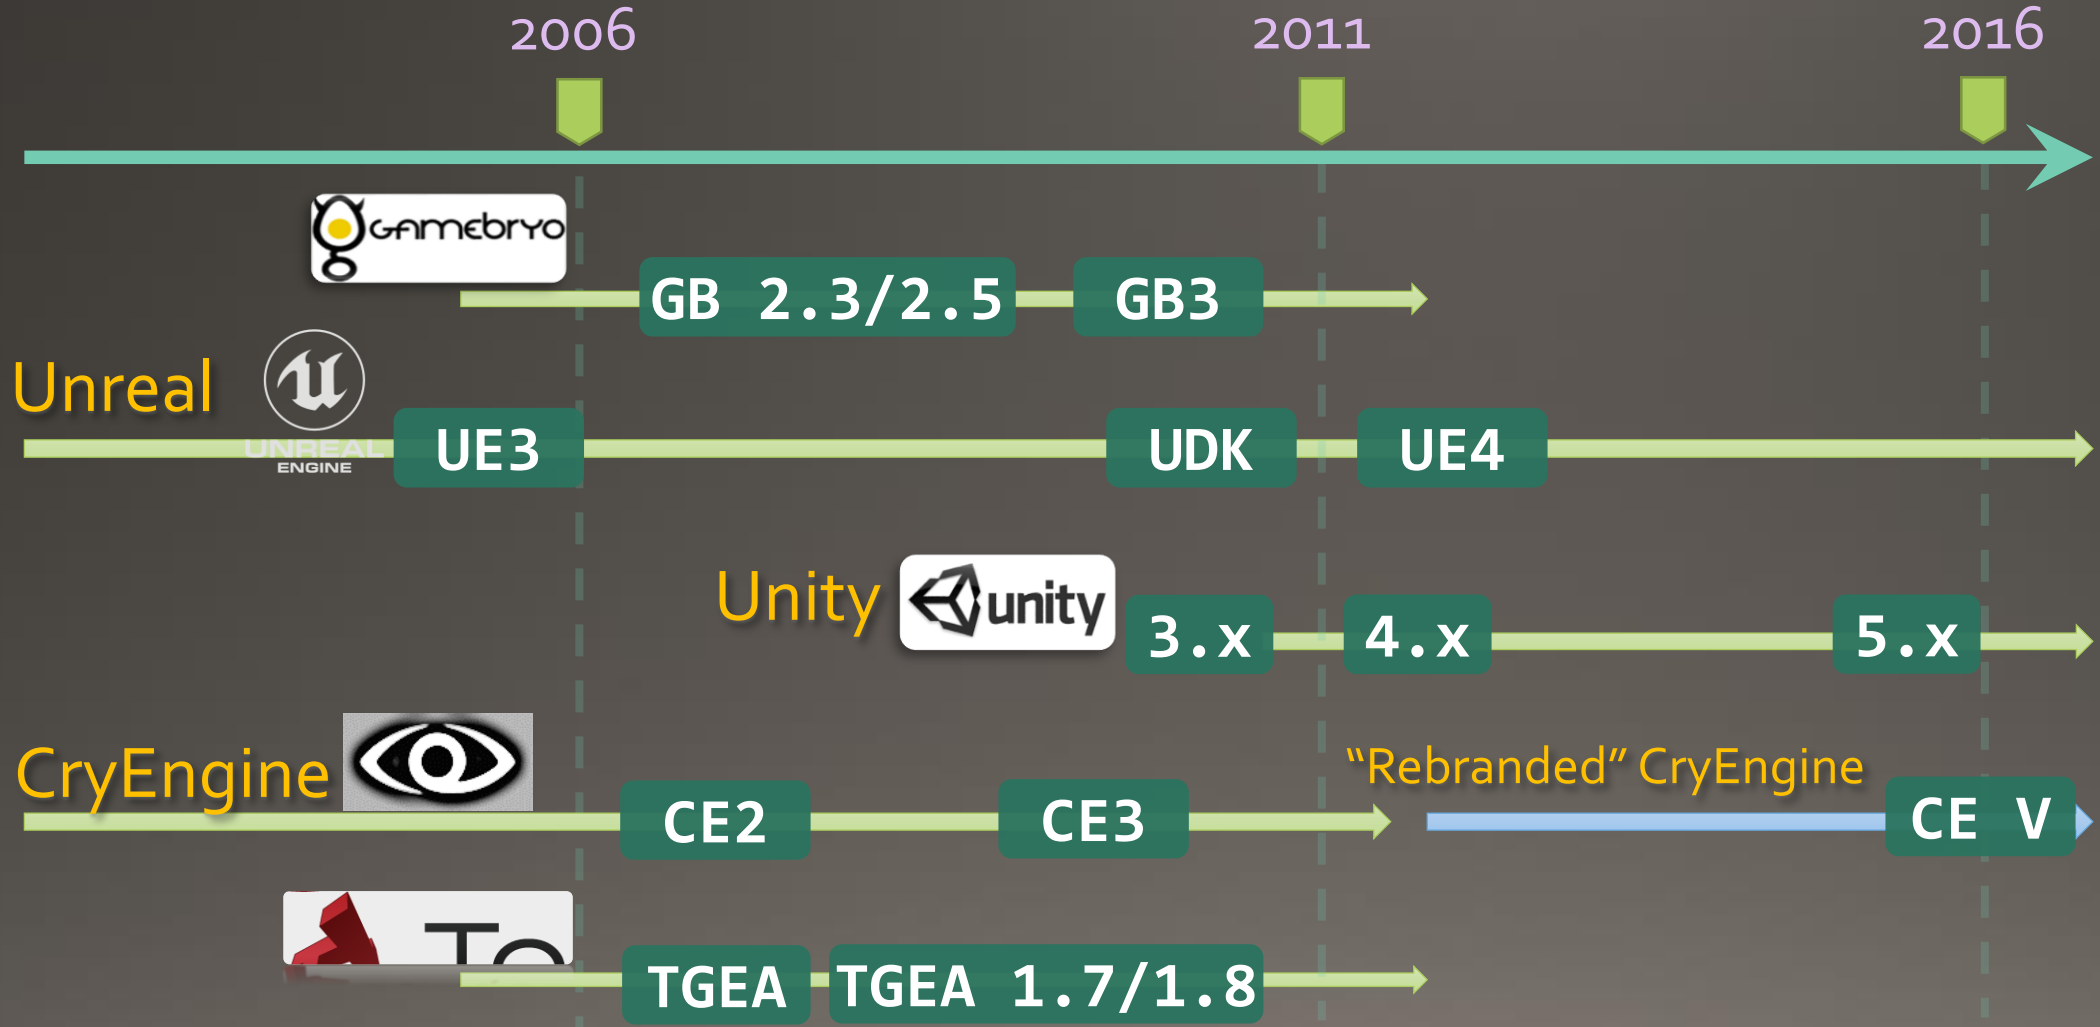 2006 2011 2016
GAMEBRYO
GB 2.3/2.5 GB3
Unreal
UNREAL
ENGINE
UE3 UDK UE4
Unity unity
3.x 4.x 5.x
CryEngine "Rebranded" CryEngine
CE2 CE3 CE V
To
TGEA TGEA 1.7/1.8